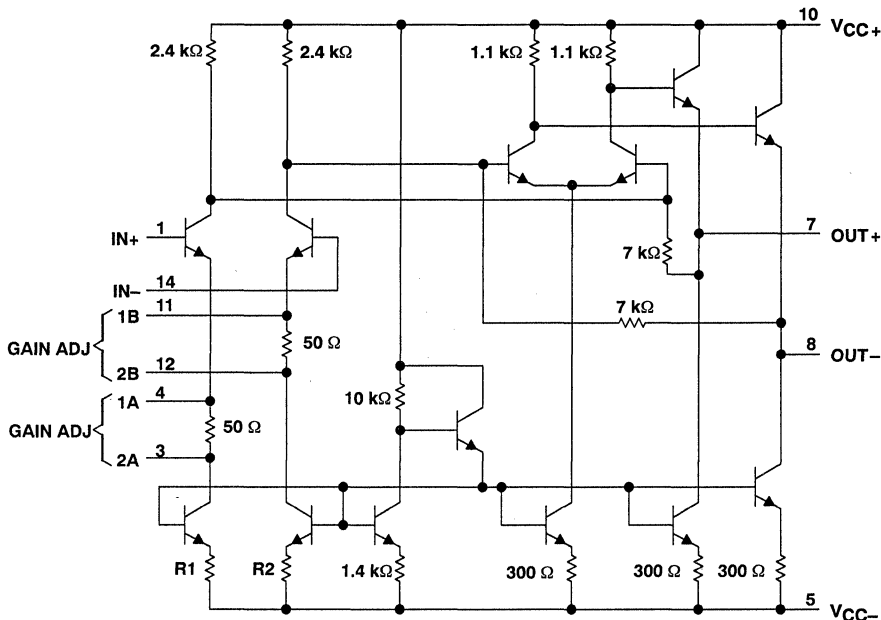 10
VCC+
2.4 kΩ
2.4 kΩ
1.1 kΩ
1.1 kΩ
1
IN+
7
OUT+
7 kΩ
14
IN–
11
1B
7 kΩ
GAIN ADJ
50 Ω
8
OUT–
12
2B
4
1A
10 kΩ
GAIN ADJ
50 Ω
3
2A
R1
R2
1.4 kΩ
300 Ω
300 Ω
300 Ω
5
VCC–